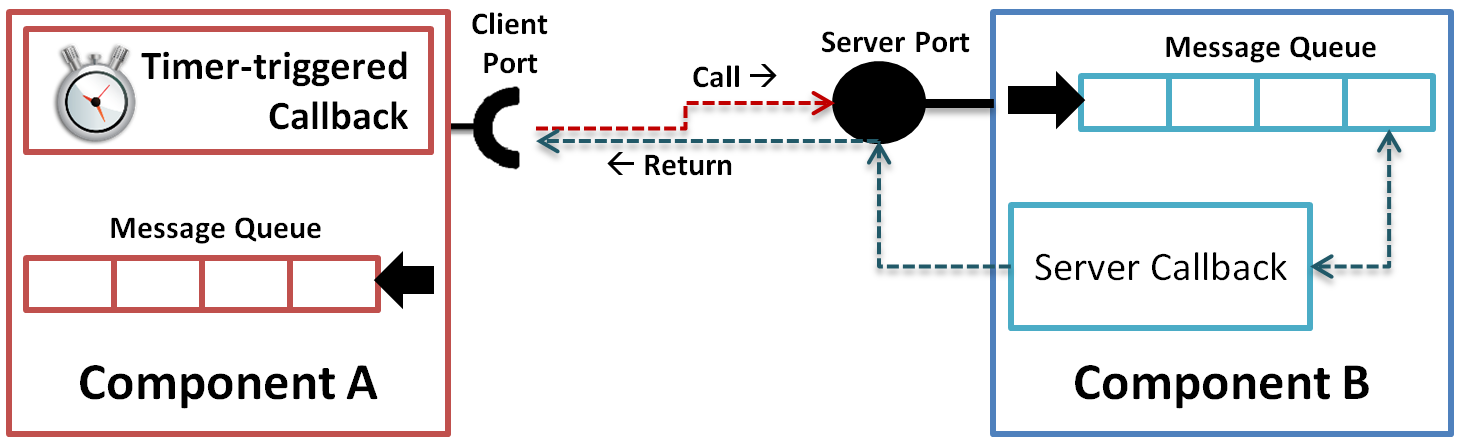 Timer-triggered
Callback
Message Queue
Component A
Client
Port
Call →
← Return
Server Port
Message Queue
Server Callback
Component B